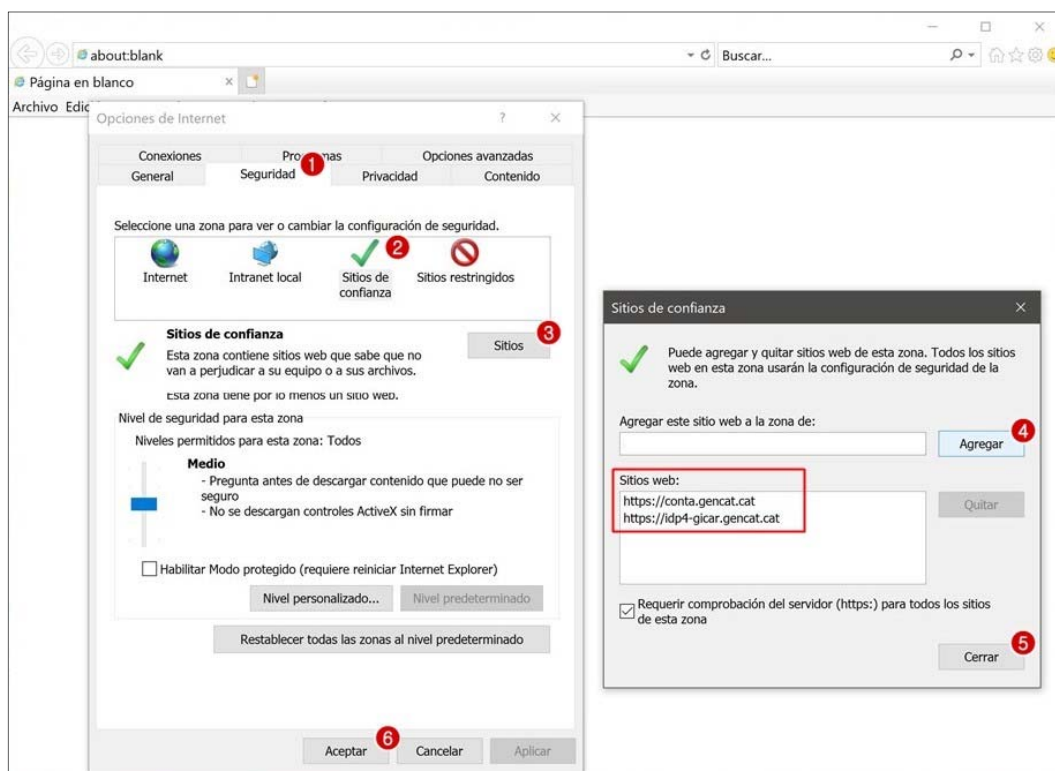 about:blank
Buscar...
Página en blanco
Archivo
Opciones de Internet
?
Conexiones
Opciones avanzadas
General
Seguridad
1
Privacidad
Contenido
Seleccione una zona para ver o cambiar la configuración de seguridad.
2
Internet
Intranet local
Sitios de
confianza
Sitios restringidos
Sitios de confianza
Esta zona contiene sitios web que sabe que no
van a perjudicar a su equipo o a sus archivos.
Esta zona tiene por lo menos un sitio web.
Sitios
3
Nivel de seguridad para esta zona
Niveles permitidos para esta zona: Todos
Medio
- Pregunta antes de descargar contenido que puede no ser
seguro
- No se descargan controles ActiveX sin firmar
Habilitar Modo protegido (requiere reiniciar Internet Explorer)
Nivel personalizado...
Nivel predeterminado
Restablecer todas las zonas al nivel predeterminado
Aceptar
6
Cancelar
Aplicar
Sitios de confianza
Puede agregar y quitar sitios web de esta zona. Todos los sitios
web en esta zona usarán la configuración de seguridad de la
zona.
Agregar este sitio web a la zona de:
Agregar
4
Sitios web:
https://conta.gencat.cat
https://idp4-gicar.gencat.cat
Quitar
Requerir comprobación del servidor (https:) para todos los sitios
de esta zona
5
Cerrar